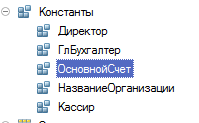 Константы
Директор
ГлБухгалтер
ОсновнойСчет
НазваниеОрганизации
Кассир